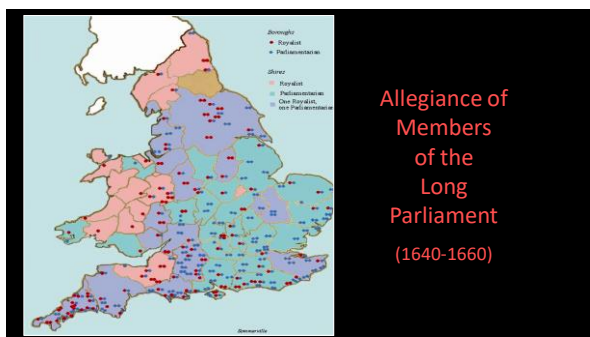 Boroughs
Royalist
Parliamentarian
Shires
Royalist
Parliamentarian
One Royalist,
one Parliamentarian
Allegiance of
Members
of the
Long
Parliament
(1640-1660)